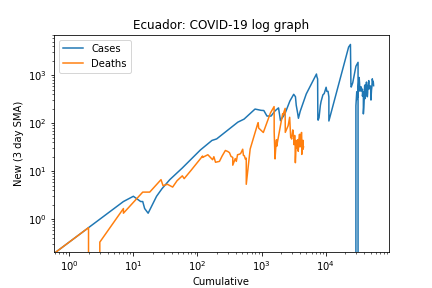 Ecuador: COVID-19 log graph
Cases
Deaths
New (3 day SMA)
10³
10²
10¹
10⁰
10⁰ 10¹ 10² 10³ 10⁴
Cumulative